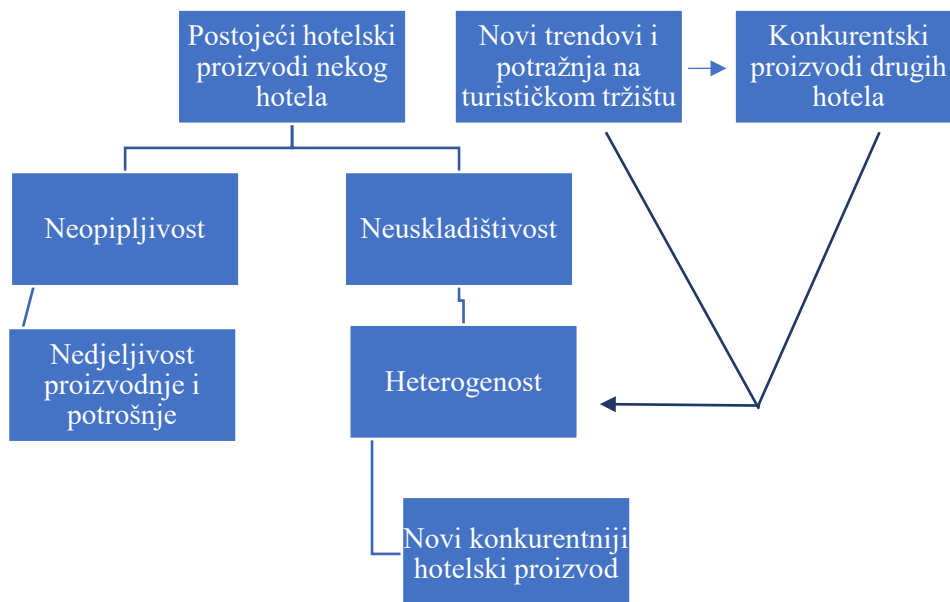 Postojeći hotelski
proizvodi nekog
hotela
Novi trendovi i
potražnja na
turističkom tržištu
Konkurentski
proizvodi drugih
hotela
Neopipljivost
Neuskladištivost
Nedjeljivost
proizvodnje i
potrošnje
Heterogenost
Novi konkurentniji
hotelski proizvod